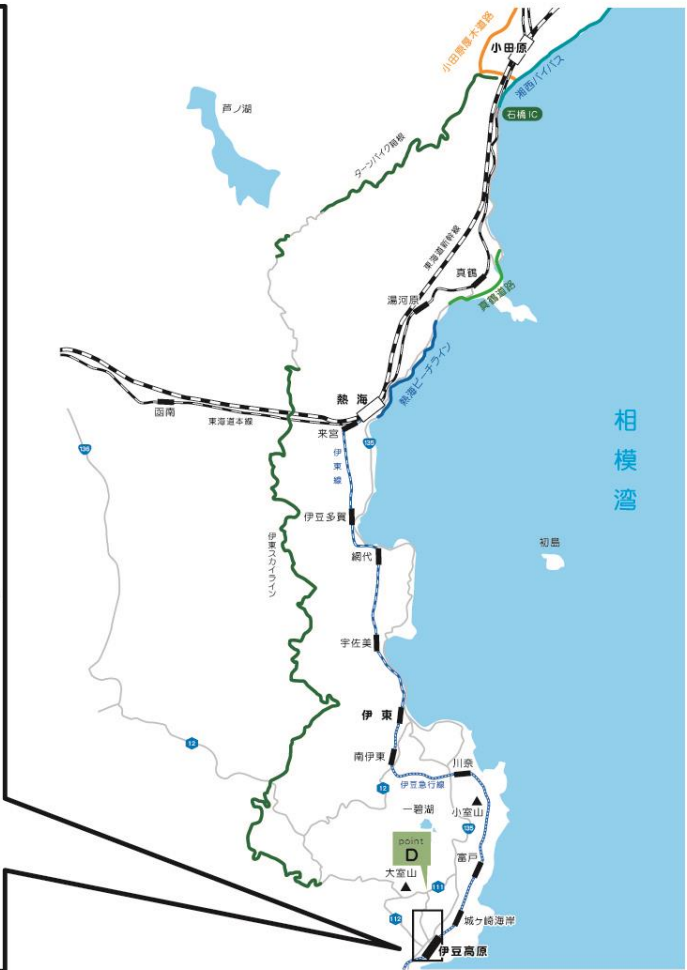 小田原厚木道路
小田原
湘西バイパス
石橋 IC
芦ノ湖
ターンパイク箱根
東海道新幹線
真鶴
湯河原
真鶴道路
熱海ビーチライン
熱海
函南
来宮
東海道本線
135
136
伊東線
相模湾
伊豆多賀
初島
伊東スカイライン
網代
宇佐美
伊東
12
南伊東
川奈
伊豆急行線
12
一碧湖
小室山
135
point
D
富戸
大室山
111
112
城ヶ崎海岸
伊豆高原